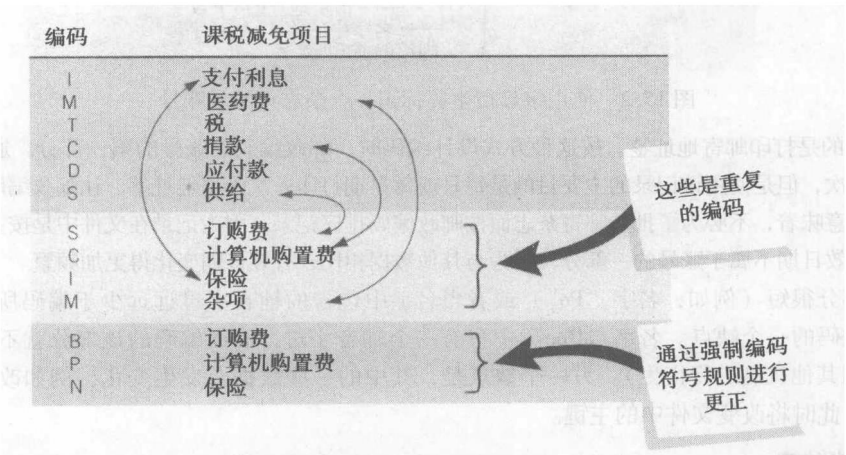 编码 课税减免项目
I 支付利息
M 医药费
T 税
C 捐款
D 应付款
S 供给
S 订购费
C 计算机购置费
I 保险
M 杂项
B 订购费
P 计算机购置费
N 保险
这些是重复
的编码
通过强制编码
符号规则进行
更正